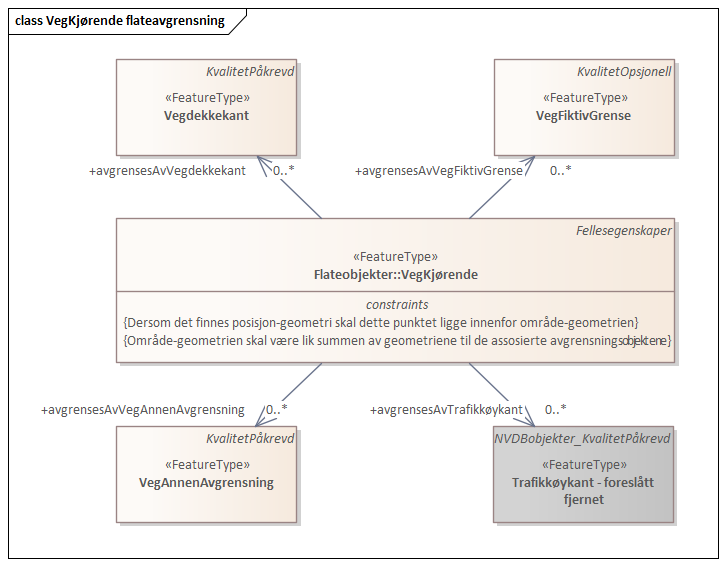 class VegKjørende flateavgrensning
KvalitetPåkrevd
«FeatureType»
Vegdekkekant
KvalitetOpsjonell
«FeatureType»
VegFiktivGrense
+avgrensesAvVegdekkekant
0..*
+avgrensesAvVegFiktivGrense
0..*
Fellesegenskaper
«FeatureType»
Flateobjekter::VegKjørende
constraints
{Dersom det finnes posisjon-geometri skal dette punktet ligge innenfor område-geometrien}
{Område-geometrien skal være lik summen av geometriene til de assosierte avgrensningsobjektene}
+avgrensesAvVegAnnenAvgrensning
0..*
+avgrensesAvTrafikkøykant
0..*
KvalitetPåkrevd
«FeatureType»
VegAnnenAvgrensning
NVDBobjekter_KvalitetPåkrevd
«FeatureType»
Trafikkøykant - foreslått
fjernet